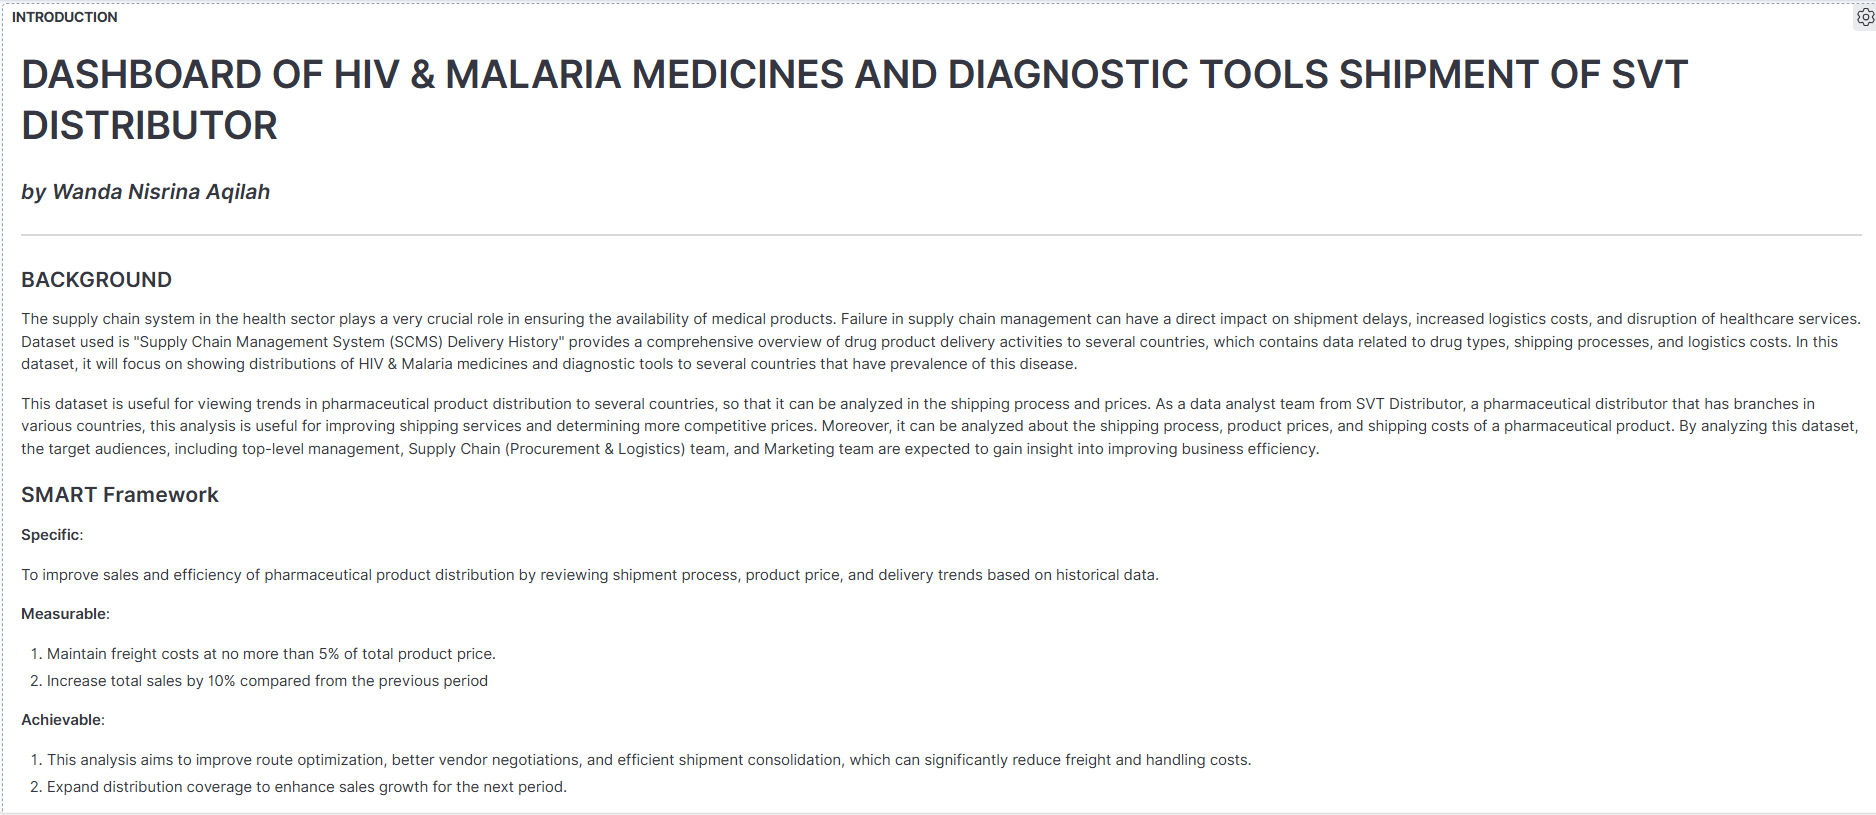 INTRODUCTION
DASHBOARD OF HIV & MALARIA MEDICINES AND DIAGNOSTIC TOOLS SHIPMENT OF SVT
DISTRIBUTOR
by Wanda Nisrina Aqilah
BACKGROUND
The supply chain system in the health sector plays a very crucial role in ensuring the availability of medical products. Failure in supply chain management can have a direct impact on shipment delays, increased logistics costs, and disruption of healthcare services.
Dataset used is "Supply Chain Management System (SCMS) Delivery History" provides a comprehensive overview of drug product delivery activities to several countries, which contains data related to drug types, shipping processes, and logistics costs. In this
dataset, it will focus on showing distributions of HIV & Malaria medicines and diagnostic tools to several countries that have prevalence of this disease.
This dataset is useful for viewing trends in pharmaceutical product distribution to several countries, so that it can be analyzed in the shipping process and prices. As a data analyst team from SVT Distributor, a pharmaceutical distributor that has branches in
various countries, this analysis is useful for improving shipping services and determining more competitive prices. Moreover, it can be analyzed about the shipping process, product prices, and shipping costs of a pharmaceutical product. By analyzing this dataset,
the target audiences, including top-level management, Supply Chain (Procurement & Logistics) team, and Marketing team are expected to gain insight into improving business efficiency.
SMART Framework
Specific:
To improve sales and efficiency of pharmaceutical product distribution by reviewing shipment process, product price, and delivery trends based on historical data.
Measurable:
1. Maintain freight costs at no more than 5% of total product price.
2. Increase total sales by 10% compared from the previous period
Achievable:
1. This analysis aims to improve route optimization, better vendor negotiations, and efficient shipment consolidation, which can significantly reduce freight and handling costs.
2. Expand distribution coverage to enhance sales growth for the next period.